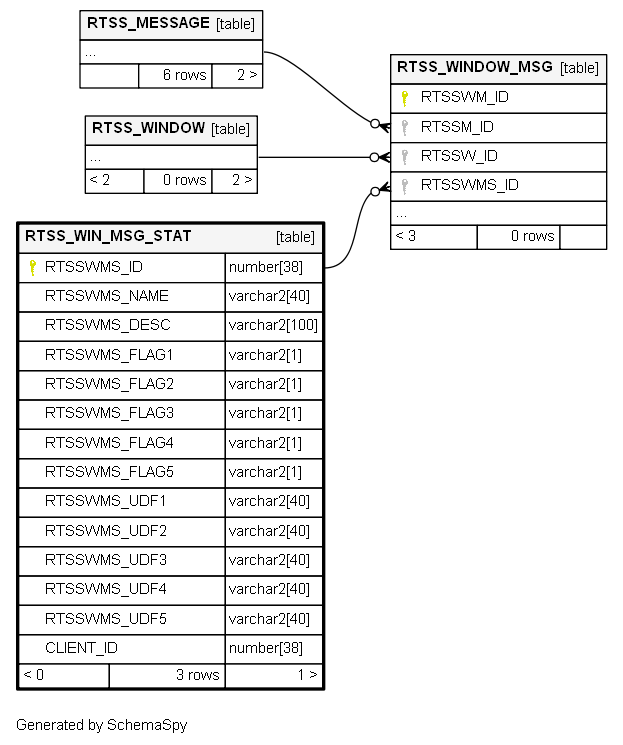 RTSS_MESSAGE [table]
...
6 rows 2 >
RTSS_WINDOW [table]
...
< 2 0 rows 2 >
RTSS_WINDOW_MSG [table]
RTSSWM_ID
RTSSM_ID
RTSSW_ID
RTSSWMS_ID
...
< 3 0 rows
RTSS_WIN_MSG_STAT [table]
RTSSWMS_ID number[38]
RTSSWMS_NAME varchar2[40]
RTSSWMS_DESC varchar2[100]
RTSSWMS_FLAG1 varchar2[1]
RTSSWMS_FLAG2 varchar2[1]
RTSSWMS_FLAG3 varchar2[1]
RTSSWMS_FLAG4 varchar2[1]
RTSSWMS_FLAG5 varchar2[1]
RTSSWMS_UDF1 varchar2[40]
RTSSWMS_UDF2 varchar2[40]
RTSSWMS_UDF3 varchar2[40]
RTSSWMS_UDF4 varchar2[40]
RTSSWMS_UDF5 varchar2[40]
CLIENT_ID number[38]
< 0 3 rows 1 >
Generated by SchemaSpy